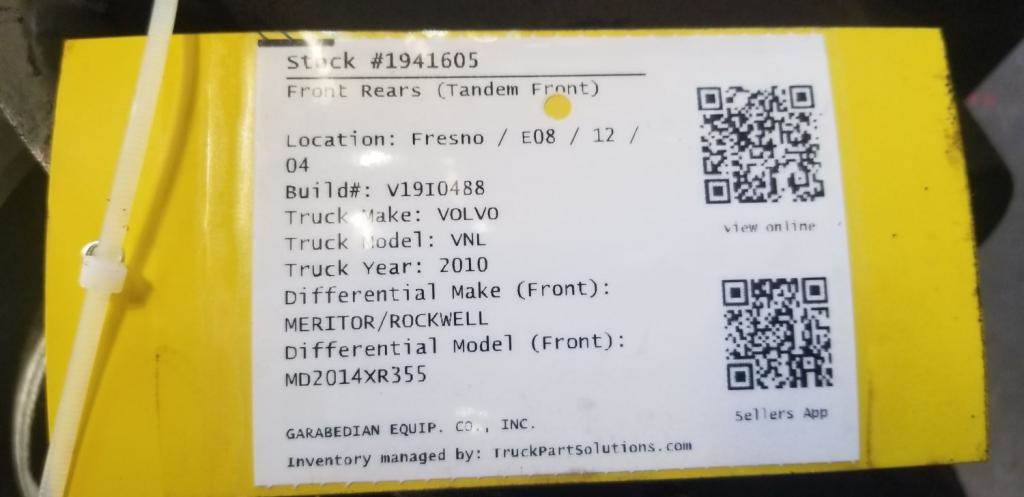 Stock #1941605
Front Rears (Tandem Front)
Location: Fresno / E08 / 12 /
04
Build#: V19I0488
Truck Make: VOLVO
Truck Model: VNL
Truck Year: 2010
Differential Make (Front):
MERITOR/ROCKWELL
Differential Model (Front):
MD2014XR355
GARABEDIAN EQUIP. CO., INC.
Inventory managed by: TruckPartSolutions.com
view online
Sellers App